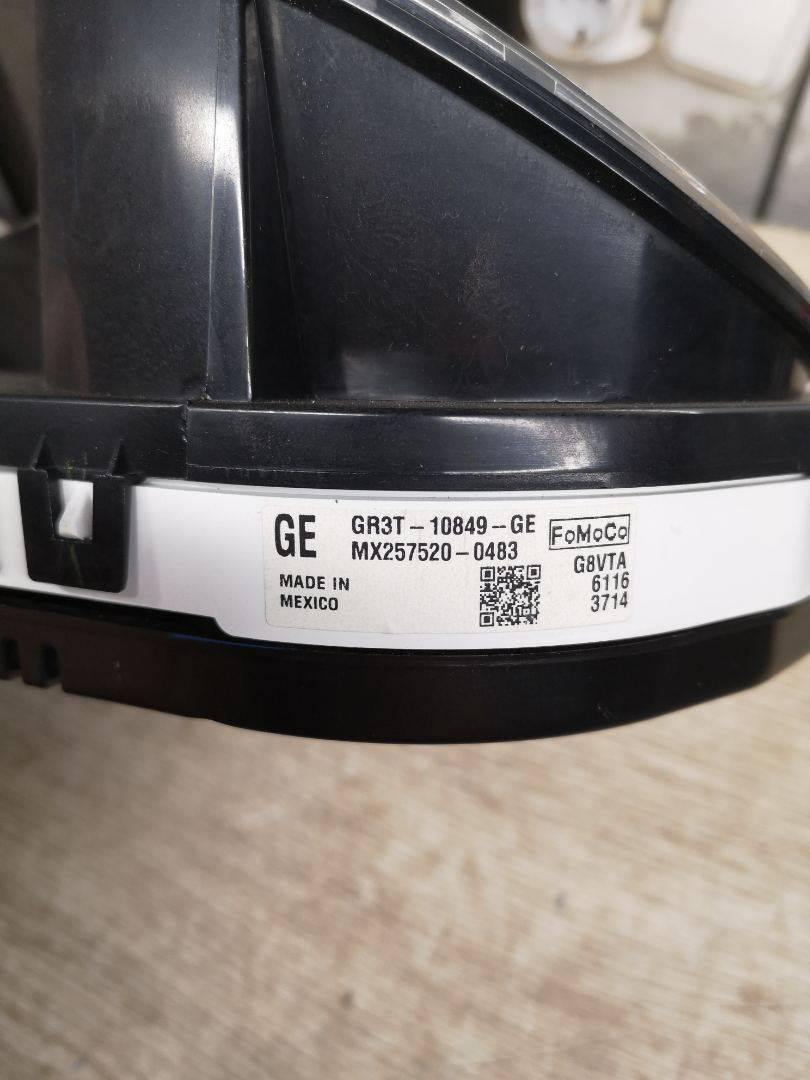 GE
GR3T-10849-GE
MX257520-0483
FoMoCo
G8VTA
6116
3714
MADE IN
MEXICO